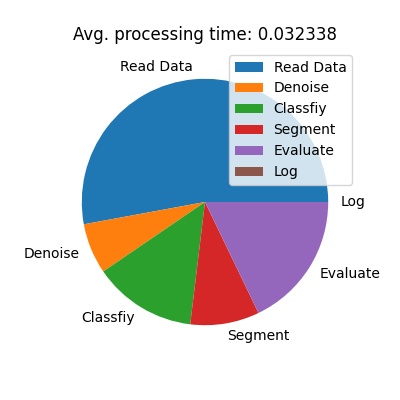 Avg. processing time: 0.032338
Read Data
Denoise
Classfiy
Segment
Evaluate
Log
Read Data
Denoise
Classfiy
Segment
Evaluate
Log